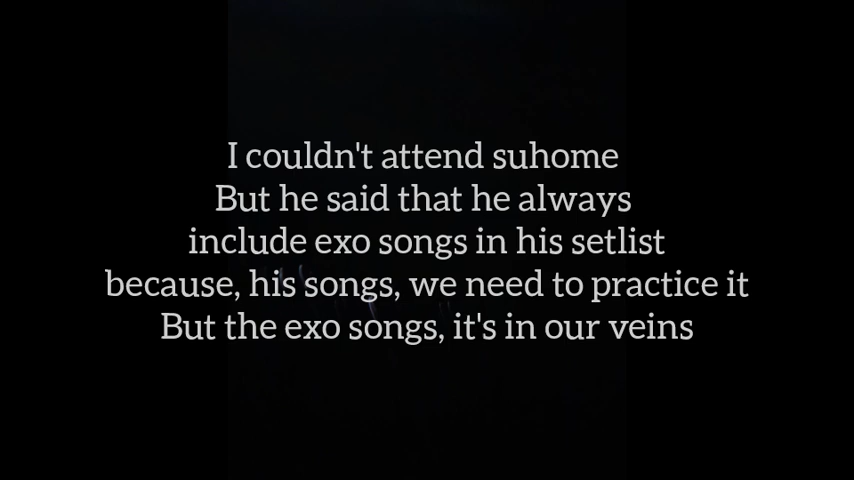 I couldn't attend suhome
But he said that he always
include exo songs in his setlist
because, his songs, we need to practice it
But the exo songs, it's in our veins